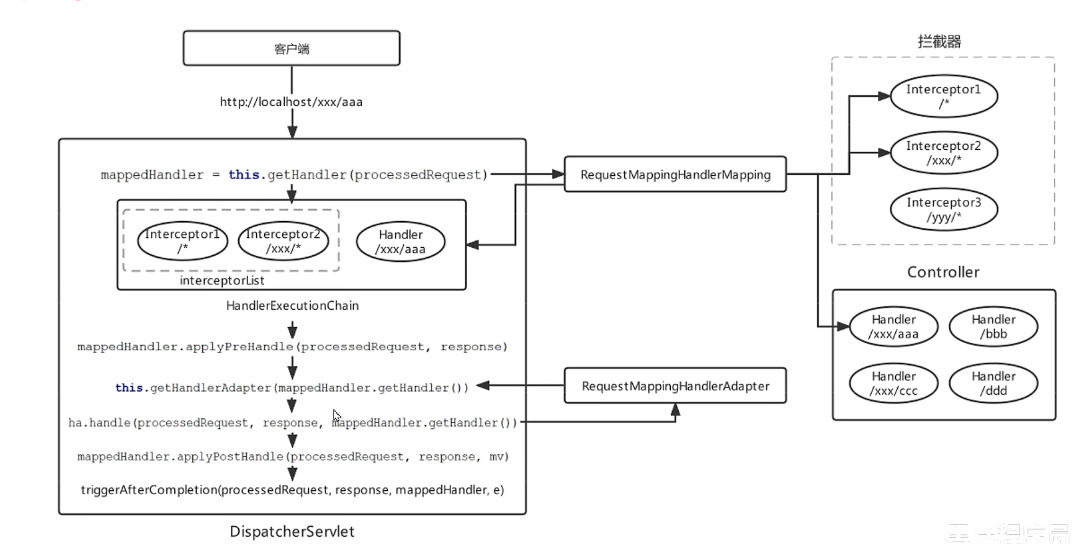 客户端
http://localhost/xxx/aaa
mappedHandler = this.getHandler(processedRequest)
Interceptor1
/*
Interceptor2
/xxx/*
Handler
/xxx/aaa
interceptorList
HandlerExecutionChain
mappedHandler.applyPreHandle(processedRequest, response)
this.getHandlerAdapter(mappedHandler.getHandler())
ha.handle(processedRequest, response, mappedHandler.getHandler())
mappedHandler.applyPostHandle(processedRequest, response, mv)
triggerAfterCompletion(processedRequest, response, mappedHandler, e)
DispatcherServlet
RequestMappingHandlerMapping
RequestMappingHandlerAdapter
拦截器
Interceptor1
/*
Interceptor2
/xxx/*
Interceptor3
/yyy/*
Controller
Handler
/xxx/aaa
Handler
/bbb
Handler
/xxx/ccc
Handler
/ddd